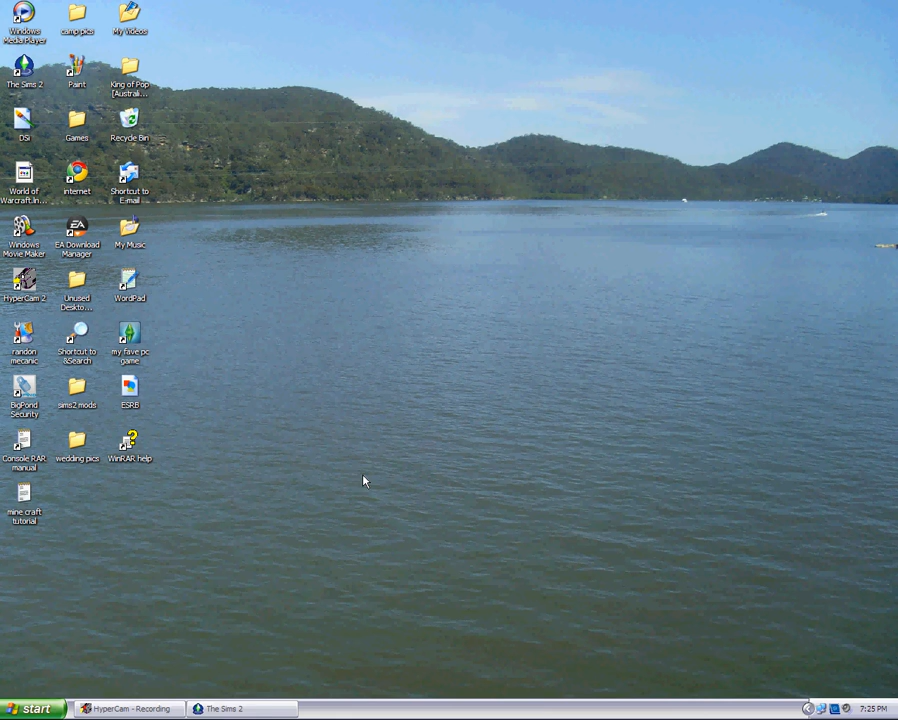 Windows
Media Player
camp pics
My Videos
The Sims 2
Paint
King of Pop
[Australi...
DSi
Games
Recycle Bin
World of
Warcraft.ln...
internet
Shortcut to
E-mail
Windows
Movie Maker
EA Download
Manager
My Music
HyperCam 2
Unused
Deskto...
WordPad
randon
mecanic
Shortcut to
&Search
my fave pc
game
BigPond
Security
sims2 mods
ESRB
Console RAR
manual
wedding pics
WinRAR help
mine craft
tutorial
start
HyperCam - Recording
The Sims 2
7:25 PM